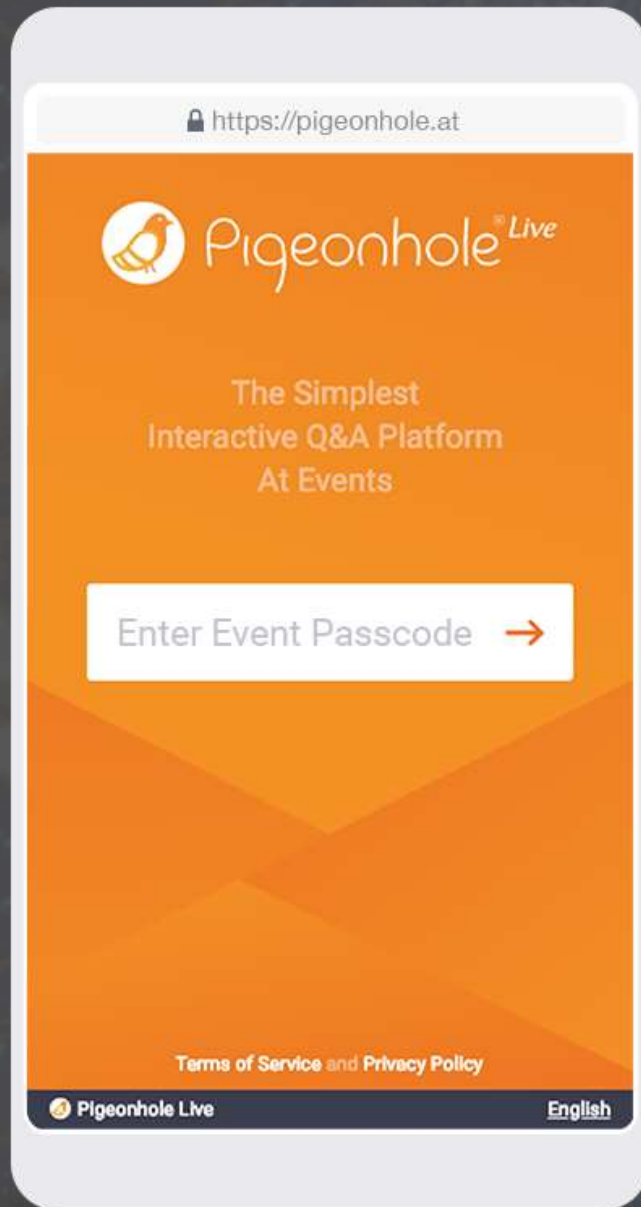 https://pigeonhole.at
Pigeonhole® Live
The Simplest
Interactive Q&A Platform
At Events
Enter Event Passcode →
Terms of Service and Privacy Policy
Pigeonhole Live English